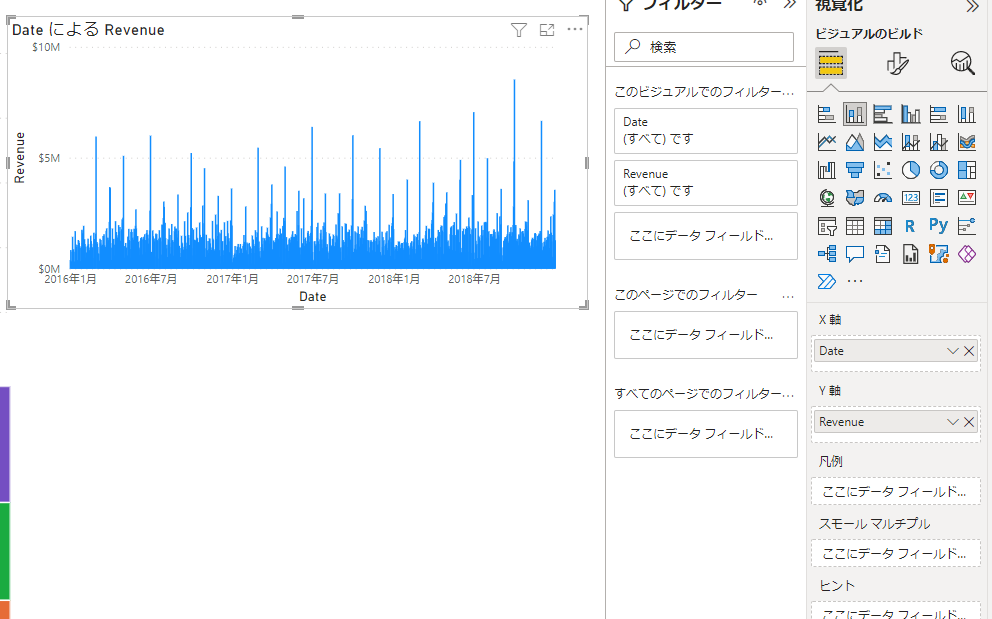 Date による Revenue
$10M
$5M
$0M
Revenue
2016年1月
2016年7月
2017年1月
2017年7月
2018年1月
2018年7月
Date
フィルター
検索
このビジュアルでのフィルター...
Date
(すべて) です
Revenue
(すべて) です
ここにデータ フィールド...
このページでのフィルター ...
ここにデータ フィールド...
すべてのページでのフィルター...
ここにデータ フィールド...
視覚化
ビジュアルのビルド
123
R
Py
...
X 軸
Date
Y 軸
Revenue
凡例
ここにデータ フィールド...
スモール マルチプル
ここにデータ フィールド...
ヒント
ここにデータ フィールド...